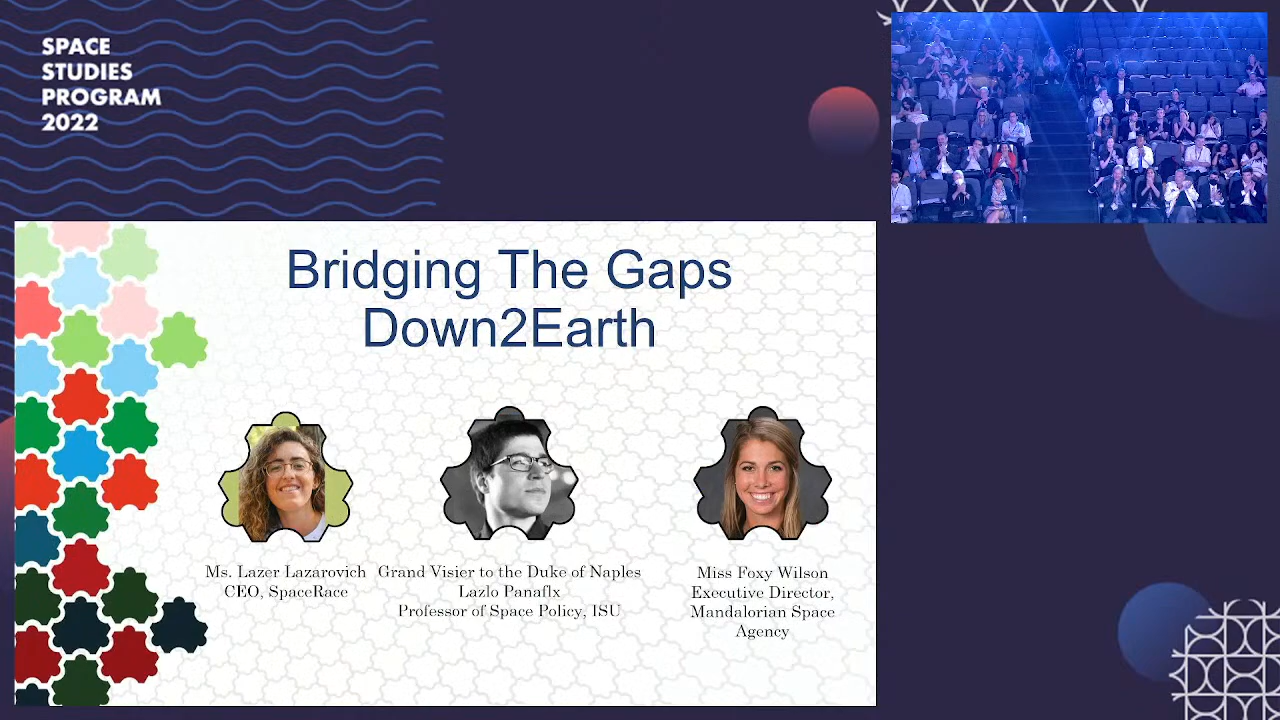 SPACE
STUDIES
PROGRAM
2022
Bridging The Gaps
Down2Earth
Ms. Lazer Lazarovich
CEO, SpaceRace
Grand Visier to the Duke of Naples
Lazlo Panaflx
Professor of Space Policy, ISU
Miss Foxy Wilson
Executive Director,
Mandalorian Space
Agency